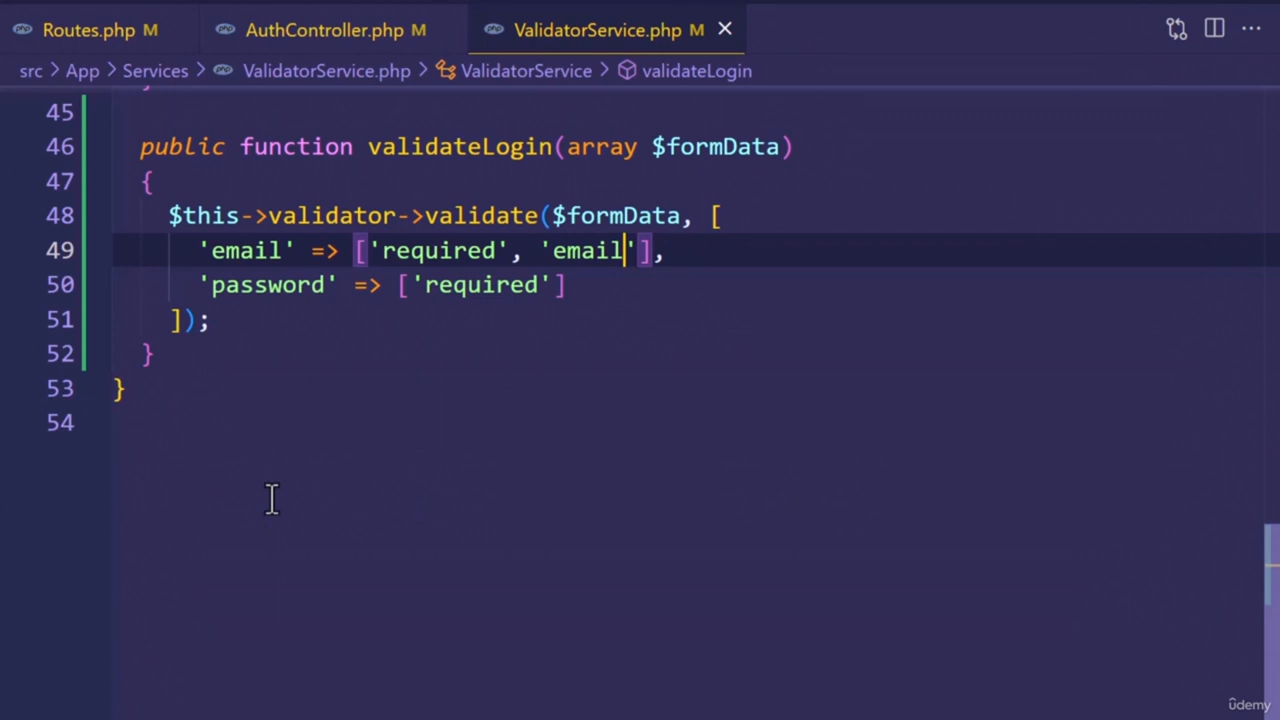 Routes.php M AuthController.php M ValidatorService.php M
src > App > Services > ValidatorService.php > ValidatorService > validateLogin
45
46 public function validateLogin(array $formData)
47 {
48 $this->validator->validate($formData, [
49 'email' => ['required', 'email'],
50 'password' => ['required']
51 ]);
52 }
53 }
54
ûdemy